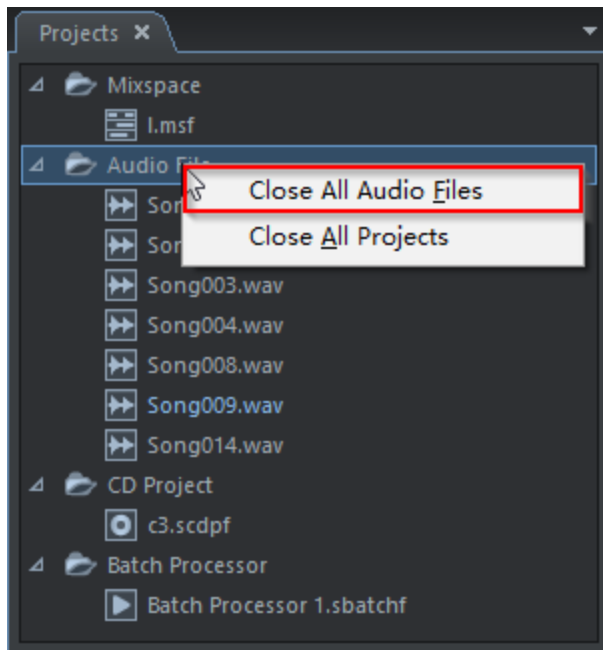 Projects
Mixspace
l.msf
Audio
Close All Audio Files
Close All Projects
Song003.wav
Song004.wav
Song008.wav
Song009.wav
Song014.wav
CD Project
c3.scdpf
Batch Processor
Batch Processor 1.sbatchf